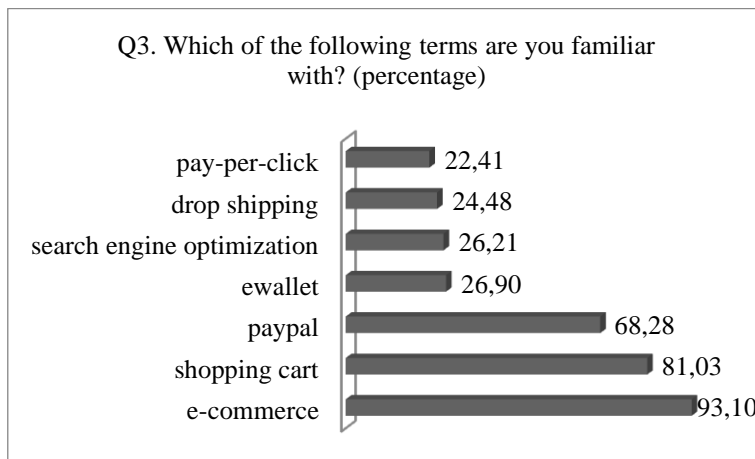 Q3. Which of the following terms are you familiar
with? (percentage)
pay-per-click 22,41
drop shipping 24,48
search engine optimization 26,21
ewallet 26,90
paypal 68,28
shopping cart 81,03
e-commerce 93,10